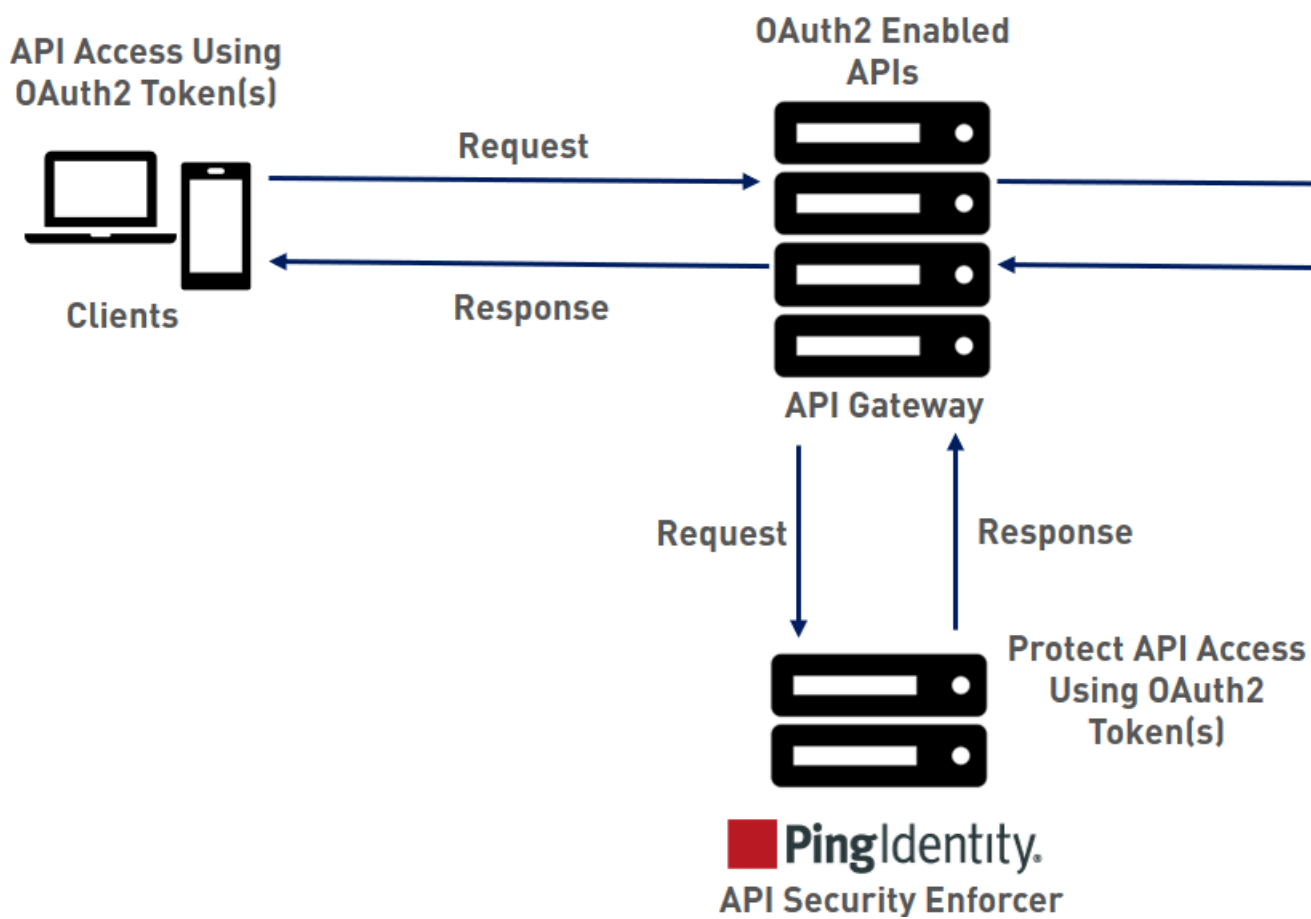 API Access Using
OAuth2 Token(s)
OAuth2 Enabled
APIs
Request
Response
Clients
API Gateway
Request
Response
Protect API Access
Using OAuth2
Token(s)
PingIdentity®
API Security Enforcer